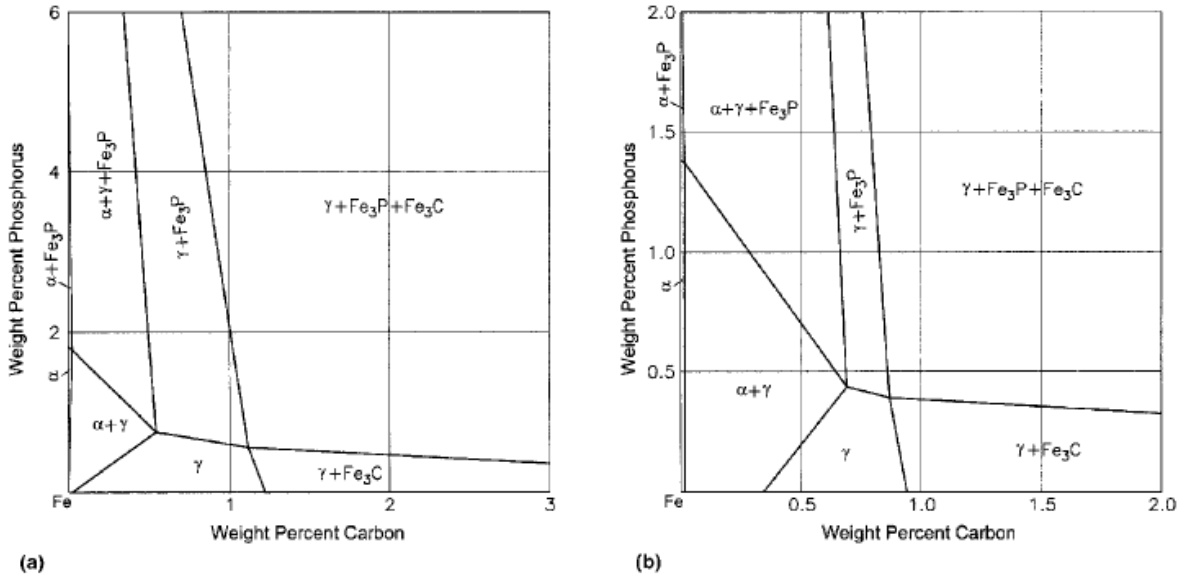 6
4
2
Weight Percent Phosphorus
α+Fe₃P
α
α+γ+Fe₃P
γ+Fe₃P
γ+Fe₃P+Fe₃C
α+γ
γ
γ+Fe₃C
Fe
1
2
3
Weight Percent Carbon
(a)
2.0
1.5
1.0
0.5
Weight Percent Phosphorus
α+Fe₃P
α
α+γ+Fe₃P
γ+Fe₃P
γ+Fe₃P+Fe₃C
α+γ
γ
γ+Fe₃C
Fe
0.5
1.0
1.5
2.0
Weight Percent Carbon
(b)